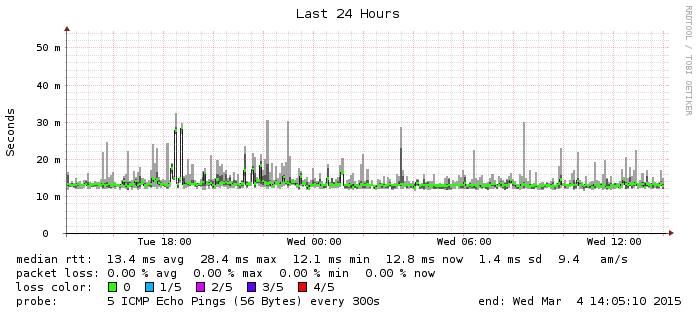 Last 24 Hours
RRDTOOL / TOBI OETIKER
Seconds
50 m
40 m
30 m
20 m
10 m
0
Tue 18:00 Wed 00:00 Wed 06:00 Wed 12:00
median rtt: 13.4 ms avg 28.4 ms max 12.1 ms min 12.8 ms now 1.4 ms sd 9.4 am/s
packet loss: 0.00 % avg 0.00 % max 0.00 % min 0.00 % now
loss color: 0 1/5 2/5 3/5 4/5
probe: 5 ICMP Echo Pings (56 Bytes) every 300s end: Wed Mar 4 14:05:10 2015